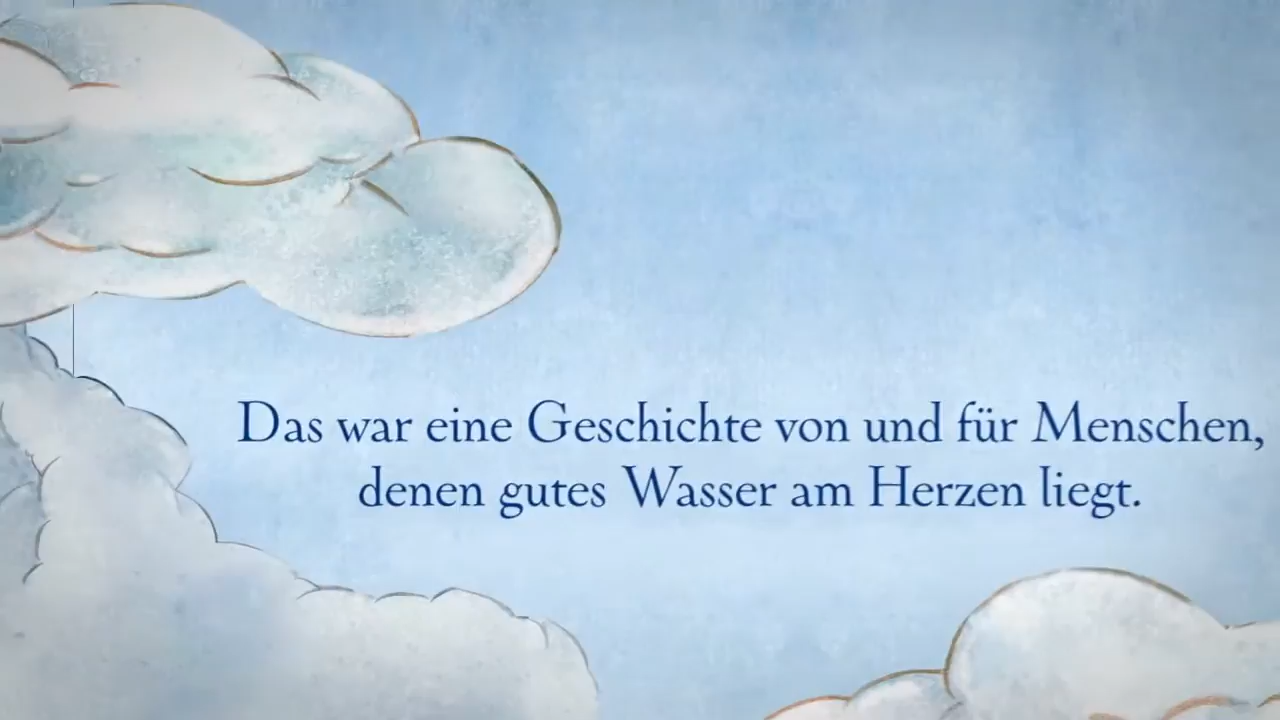 Das war eine Geschichte von und für Menschen,
denen gutes Wasser am Herzen liegt.